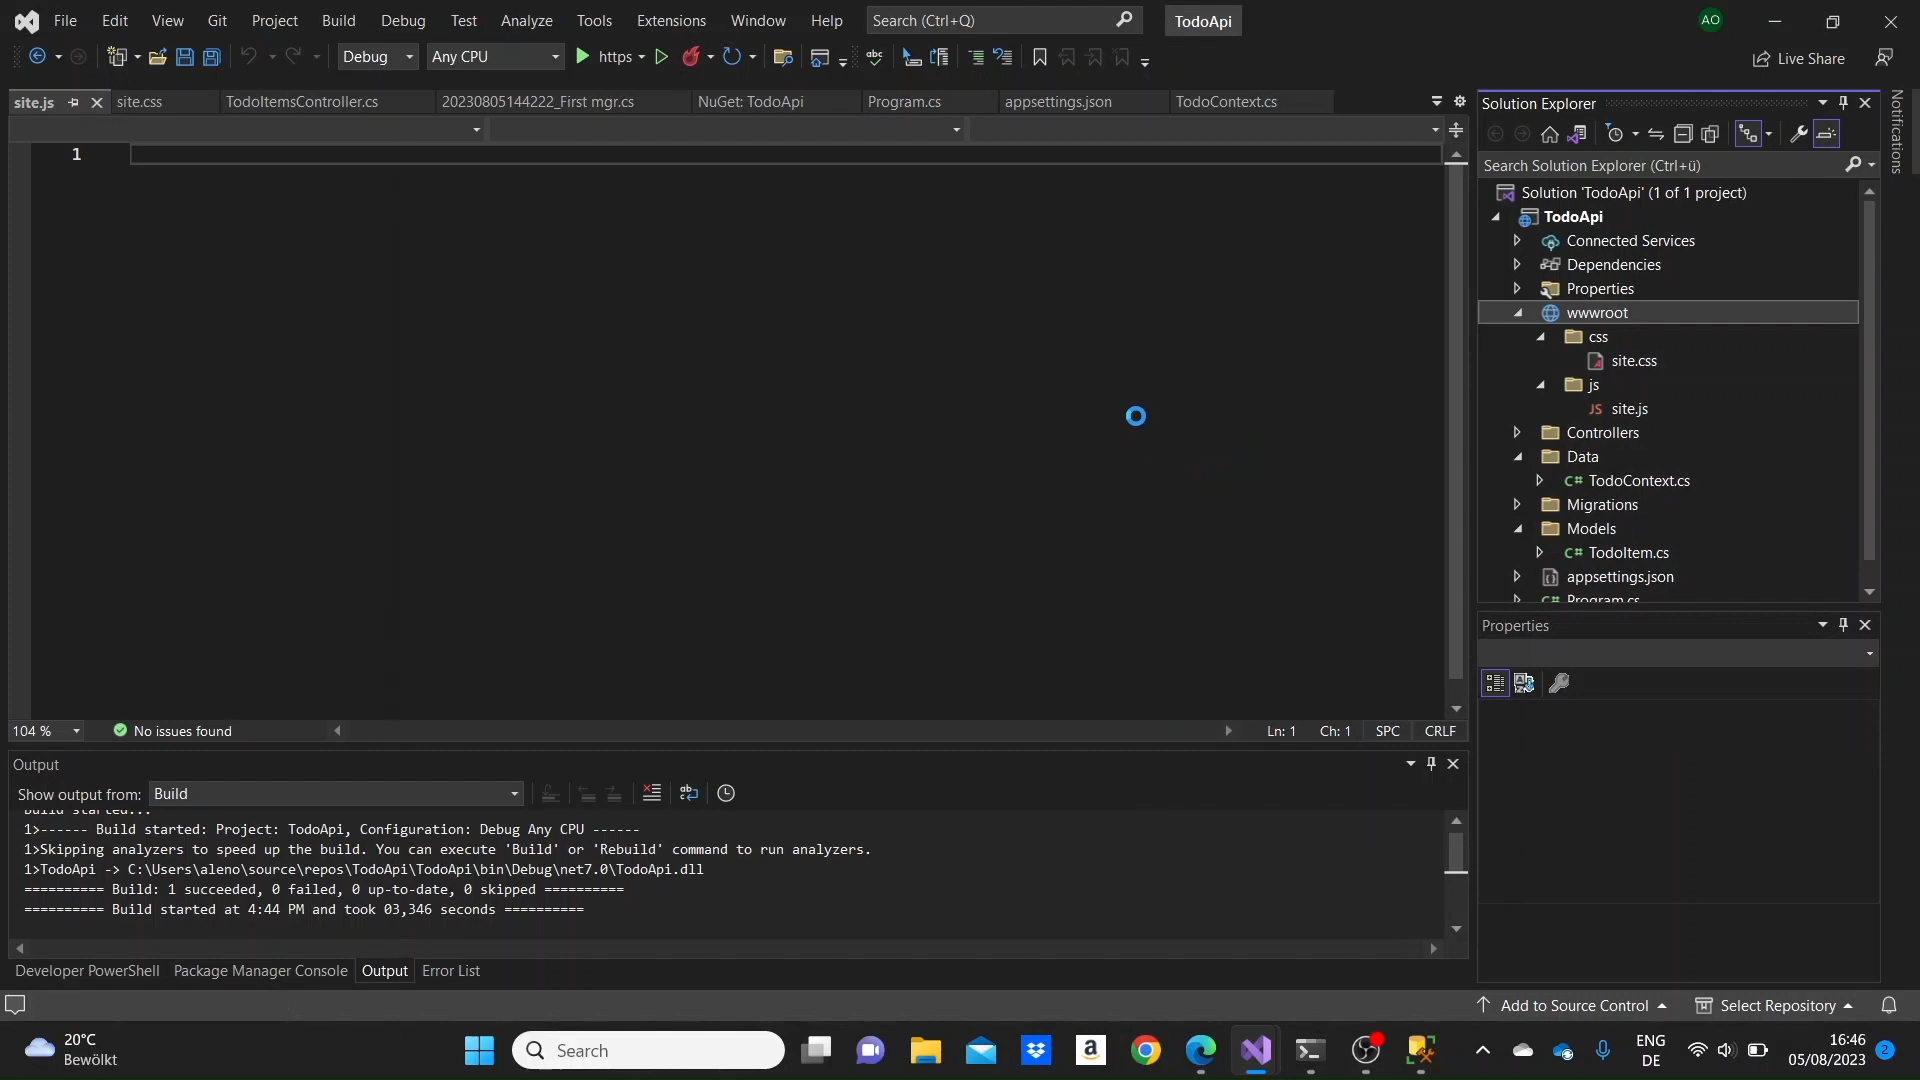 File Edit View Git Project Build Debug Test Analyze Tools Extensions Window Help Search (Ctrl+Q) TodoApi AO
Debug Any CPU https Live Share
site.js site.css TodoItemsController.cs 20230805144222_First mgr.cs NuGet: TodoApi Program.cs appsettings.json TodoContext.cs
1
104 % No issues found Ln: 1 Ch: 1 SPC CRLF
Output
Show output from: Build
Build started...
1>------ Build started: Project: TodoApi, Configuration: Debug Any CPU ------
1>Skipping analyzers to speed up the build. You can execute 'Build' or 'Rebuild' command to run analyzers.
1>TodoApi -> C:\Users\aleno\source\repos\TodoApi\TodoApi\bin\Debug\net7.0\TodoApi.dll
========== Build: 1 succeeded, 0 failed, 0 up-to-date, 0 skipped ==========
========== Build started at 4:44 PM and took 03,346 seconds ==========
Developer PowerShell Package Manager Console Output Error List
Solution Explorer
Search Solution Explorer (Ctrl+ü)
Solution 'TodoApi' (1 of 1 project)
TodoApi
Connected Services
Dependencies
Properties
wwwroot
css
site.css
js
JS site.js
Controllers
Data
C# TodoContext.cs
Migrations
Models
C# TodoItem.cs
appsettings.json
C# Program.cs
Properties
Notifications
Add to Source Control Select Repository
20°C
Bewölkt
Search
ENG
DE
16:46
05/08/2023
2